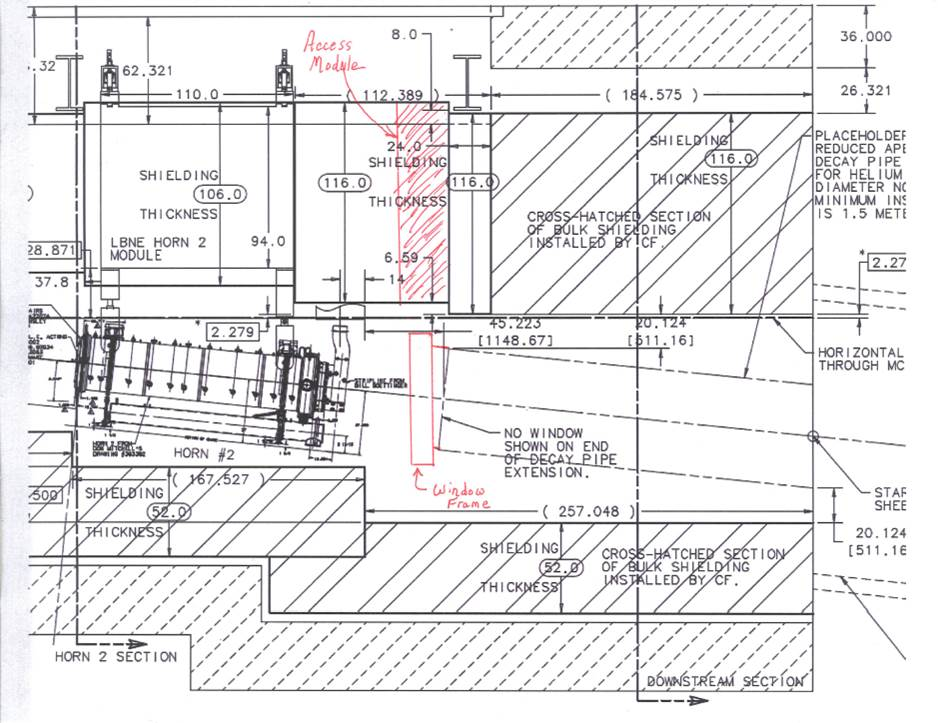 Access
Module
8.0
36.000
.32
62.321
110.0
( 112.389 )
( 184.575 )
26.321
24.0
SHIELDING
116.0
THICKNESS
SHIELDING
116.0
THICKNESS
SHIELDING
116.0
THICKNESS
PLACEHOLDER
REDUCED APE
DECAY PIPE
FOR HELIUM
DIAMETER NO
MINIMUM INS
IS 1.5 METE
SHIELDING
106.0
THICKNESS
CROSS-HATCHED SECTION
OF BULK SHIELDING
INSTALLED BY CF.
LBNE HORN 2
MODULE
94.0
28.871
37.8
6.59
14
* 2.27
* 2.279
45.223
[1148.67]
20.124
[511.16]
HORIZONTAL
THROUGH MC
NO WINDOW
SHOWN ON END
OF DECAY PIPE
EXTENSION.
HORN #2
Window
Frame
STAR
SHEE
( 167.527 )
500
SHIELDING
52.0
THICKNESS
( 257.048 )
20.124
[511.16
SHIELDING
52.0
THICKNESS
CROSS-HATCHED SECTION
OF BULK SHIELDING
INSTALLED BY CF.
HORN 2 SECTION
DOWNSTREAM SECTION